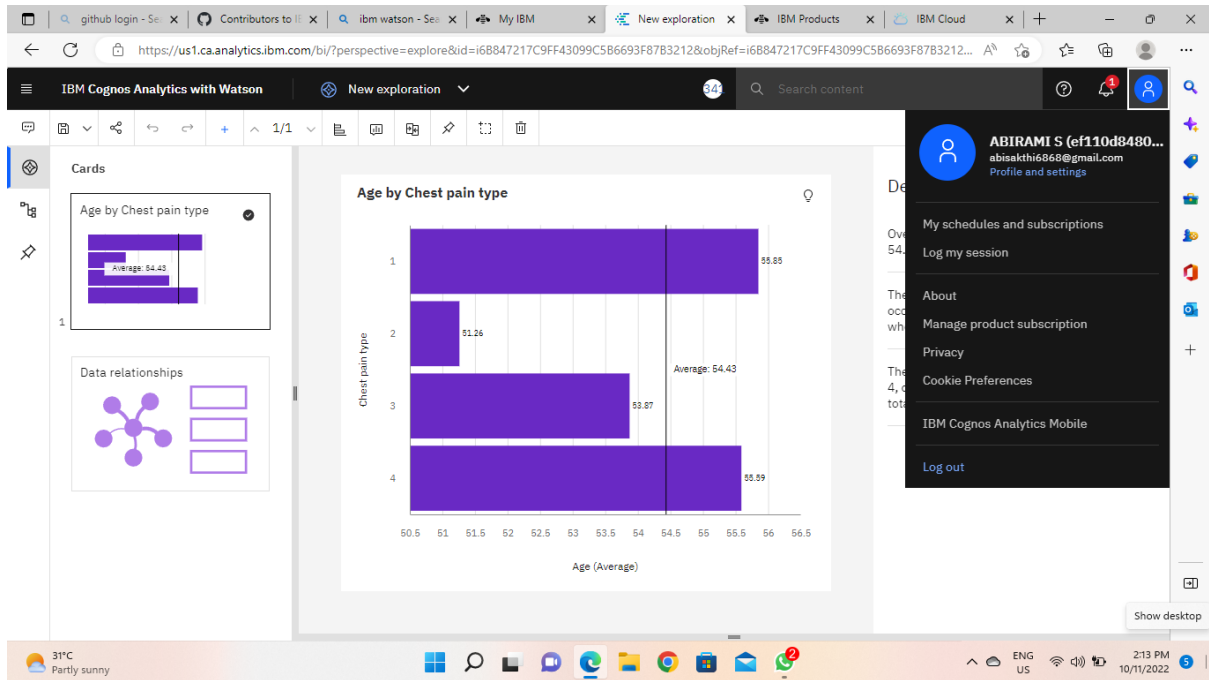 github login - Se
Contributors to I
ibm watson - Sea
My IBM
New exploration
IBM Products
IBM Cloud
https://us1.ca.analytics.ibm.com/bi/?perspective=explore&id=i6B847217C9FF43099C5B6693F87B3212&objRef=i6B847217C9FF43099C5B6693F87B3212...
IBM Cognos Analytics with Watson
New exploration
341
Search content
1
1/1
Cards
Age by Chest pain type
Average: 54.43
1
Data relationships
Age by Chest pain type
Chest pain type
1
55.85
2
51.26
Average: 54.43
3
53.87
4
55.59
50.5 51 51.5 52 52.5 53 53.5 54 54.5 55 55.5 56 56.5
Age (Average)
De
54.
The
The
4,
ABIRAMI S (ef110d8480...
abisakthi6868@gmail.com
Profile and settings
My schedules and subscriptions
Log my session
About
Manage product subscription
Privacy
Cookie Preferences
IBM Cognos Analytics Mobile
Log out
Show desktop
31°C
Partly sunny
2
ENG
US
2:13 PM
10/11/2022
5